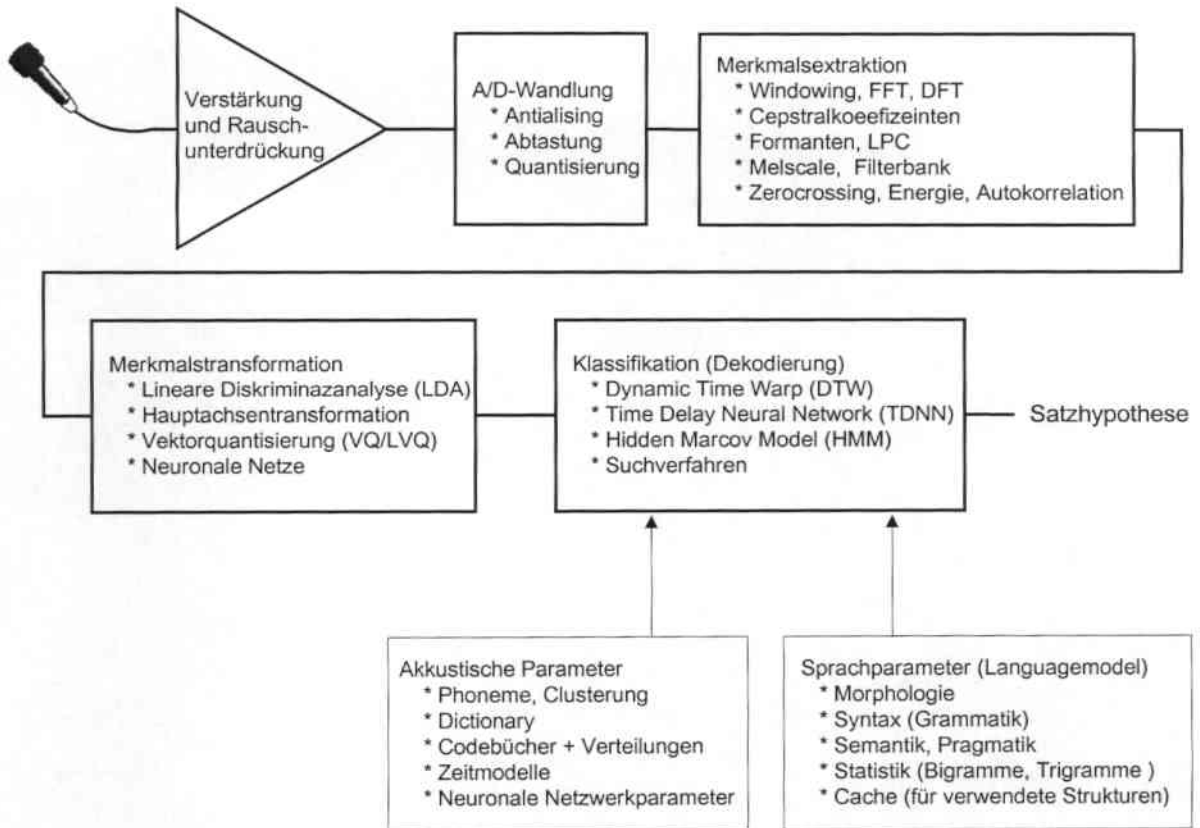 Verstärkung
und Rausch-
unterdrückung
A/D-Wandlung
* Antialising
* Abtastung
* Quantisierung
Merkmalsextraktion
* Windowing, FFT, DFT
* Cepstralkoeefizeinten
* Formanten, LPC
* Melscale, Filterbank
* Zerocrossing, Energie, Autokorrelation
Merkmalstransformation
* Lineare Diskriminazanalyse (LDA)
* Hauptachsentransformation
* Vektorquantisierung (VQ/LVQ)
* Neuronale Netze
Klassifikation (Dekodierung)
* Dynamic Time Warp (DTW)
* Time Delay Neural Network (TDNN)
* Hidden Marcov Model (HMM)
* Suchverfahren
Satzhypothese
Akkustische Parameter
* Phoneme, Clusterung
* Dictionary
* Codebücher + Verteilungen
* Zeitmodelle
* Neuronale Netzwerkparameter
Sprachparameter (Languagemodel)
* Morphologie
* Syntax (Grammatik)
* Semantik, Pragmatik
* Statistik (Bigramme, Trigramme )
* Cache (für verwendete Strukturen)